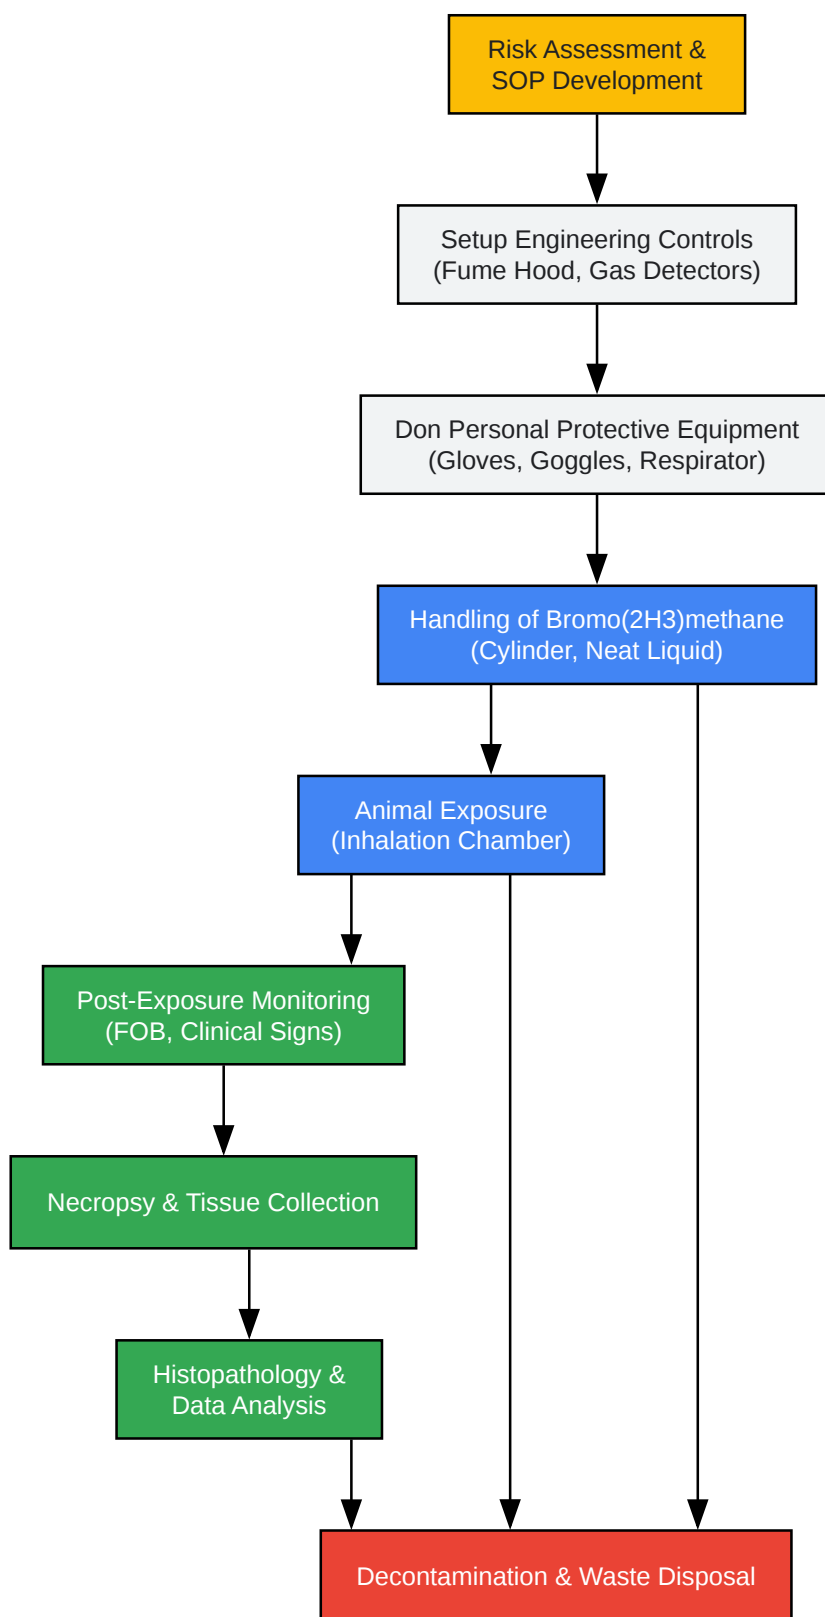 Risk Assessment &
SOP Development
Setup Engineering Controls
(Fume Hood, Gas Detectors)
Don Personal Protective Equipment
(Gloves, Goggles, Respirator)
Handling of Bromo(2H3)methane
(Cylinder, Neat Liquid)
Animal Exposure
(Inhalation Chamber)
Post-Exposure Monitoring
(FOB, Clinical Signs)
Necropsy & Tissue Collection
Histopathology &
Data Analysis
Decontamination & Waste Disposal